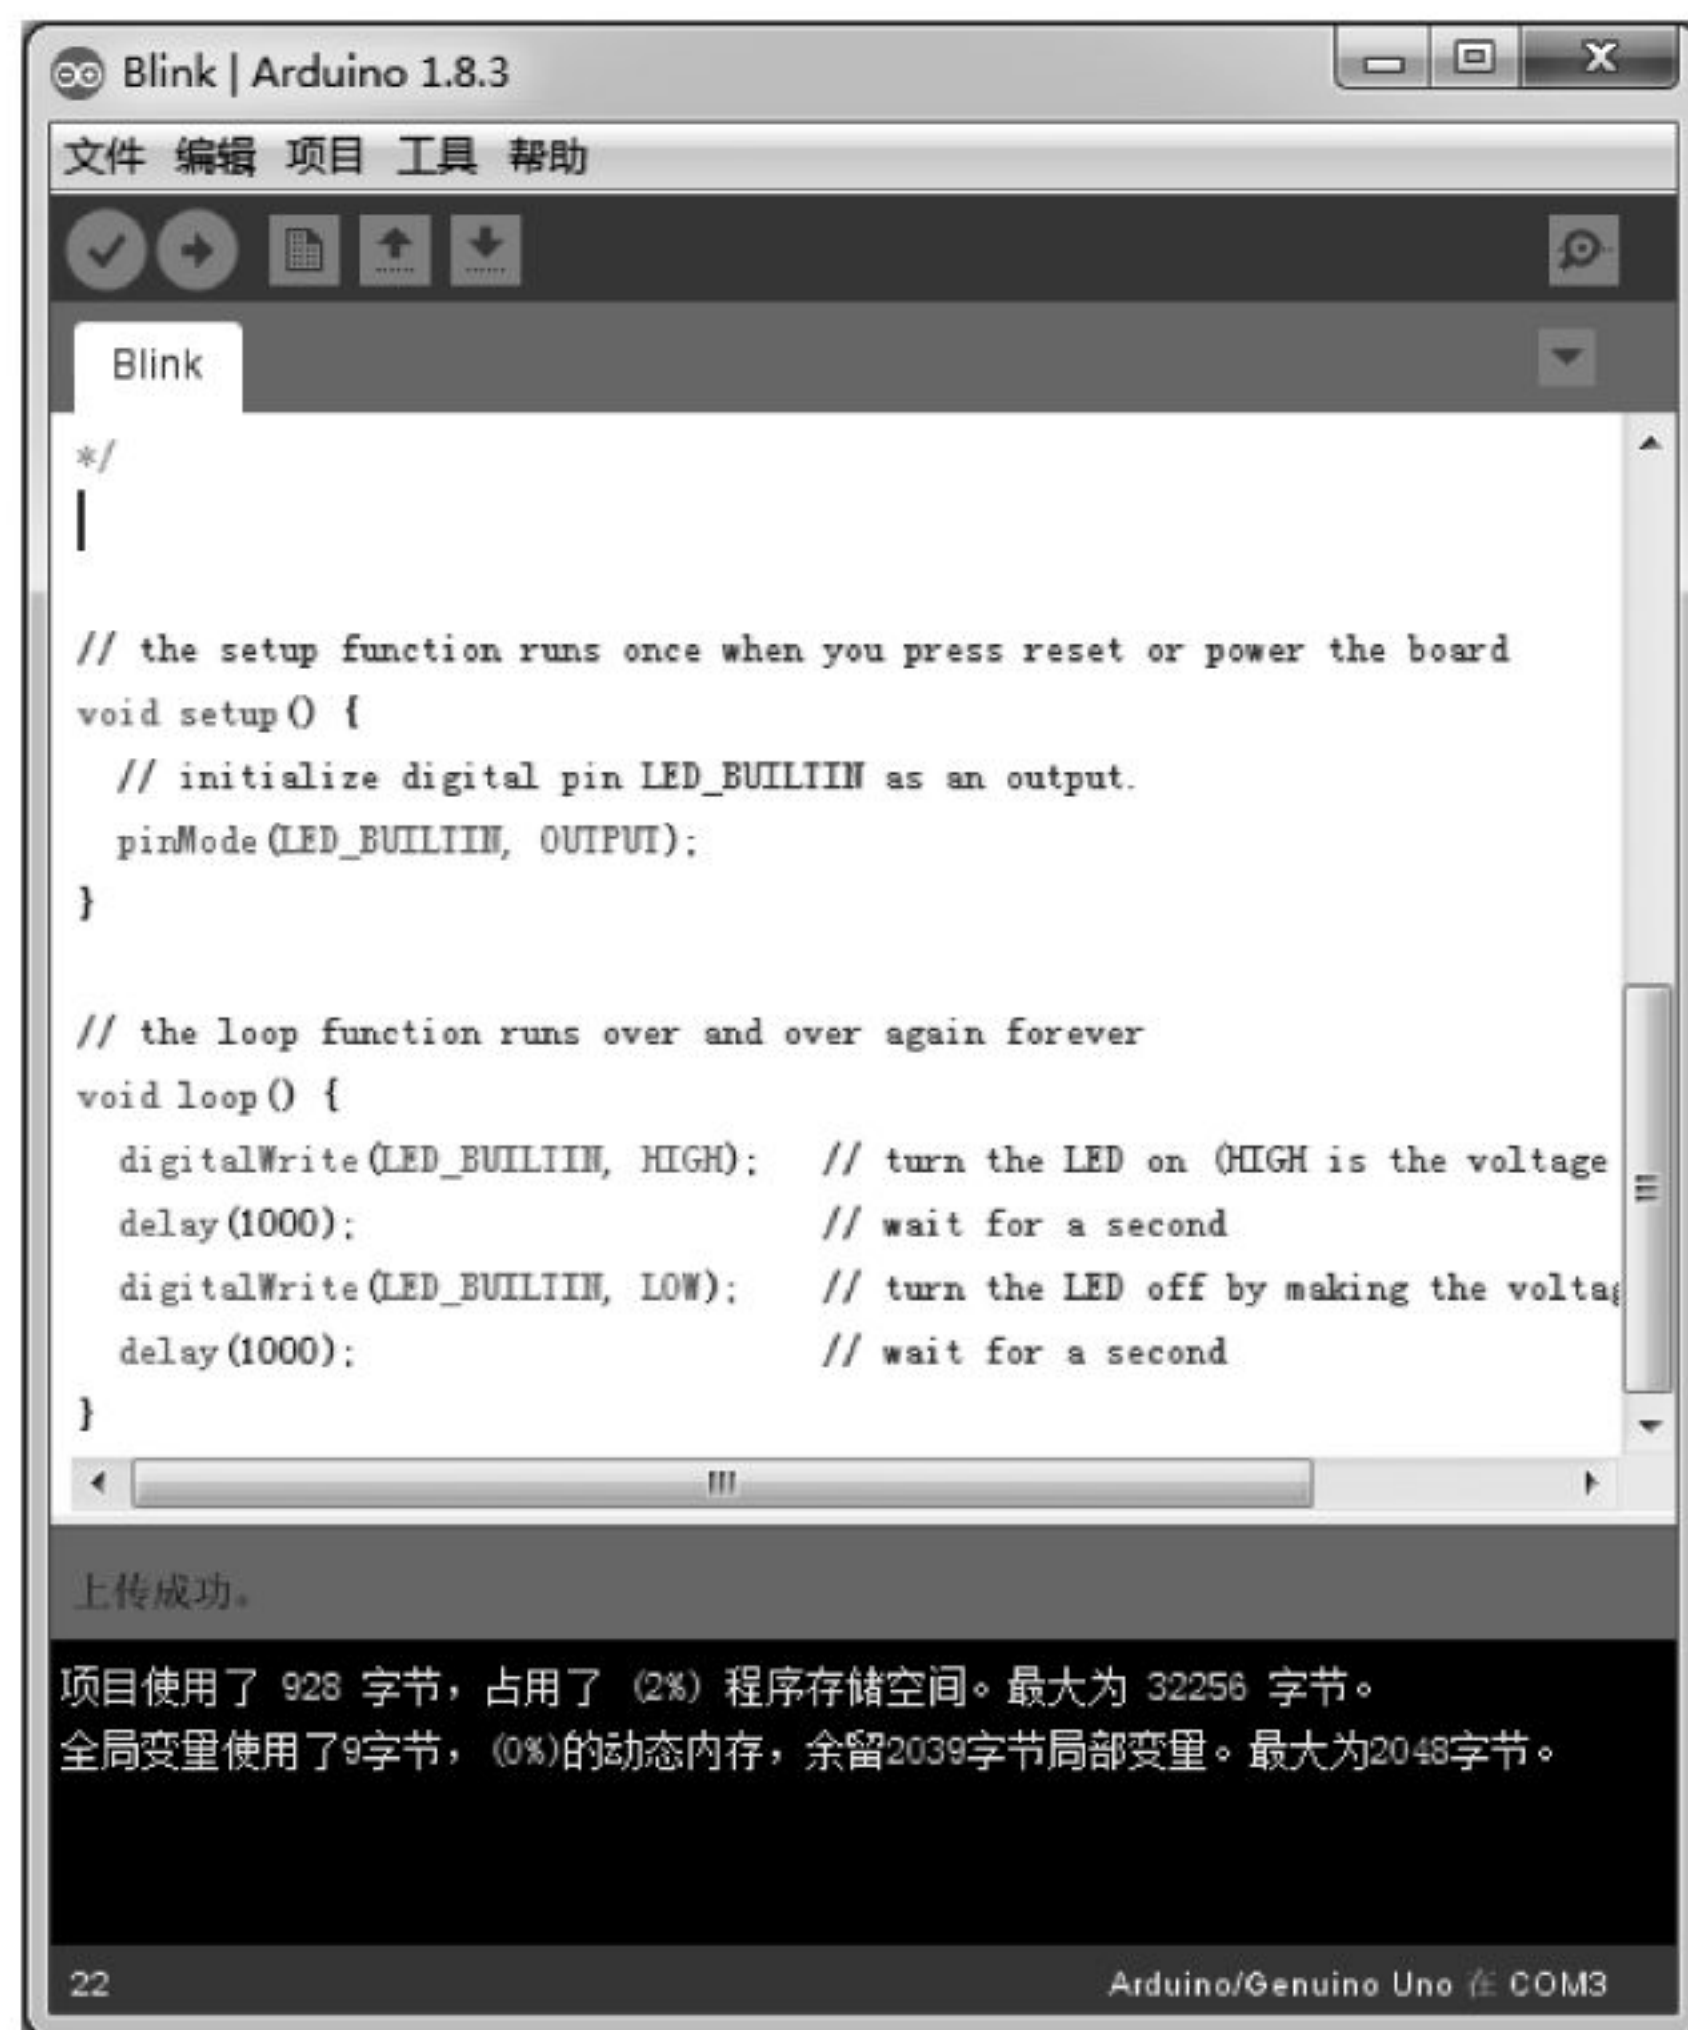 Blink | Arduino 1.8.3
文件 编辑 项目 工具 帮助
Blink
*/
// the setup function runs once when you press reset or power the board
void setup() {
// initialize digital pin LED_BUILTIN as an output.
pinMode(LED_BUILTIN, OUTPUT);
}
// the loop function runs over and over again forever
void loop() {
digitalWrite(LED_BUILTIN, HIGH);   // turn the LED on (HIGH is the voltage
delay(1000);                       // wait for a second
digitalWrite(LED_BUILTIN, LOW);    // turn the LED off by making the voltag
delay(1000);                       // wait for a second
}
上传成功。
项目使用了 928 字节，占用了 (2%) 程序存储空间。最大为 32256 字节。
全局变量使用了9字节，(0%)的动态内存，余留2039字节局部变量。最大为2048字节。
22
Arduino/Genuino Uno 在 COM3